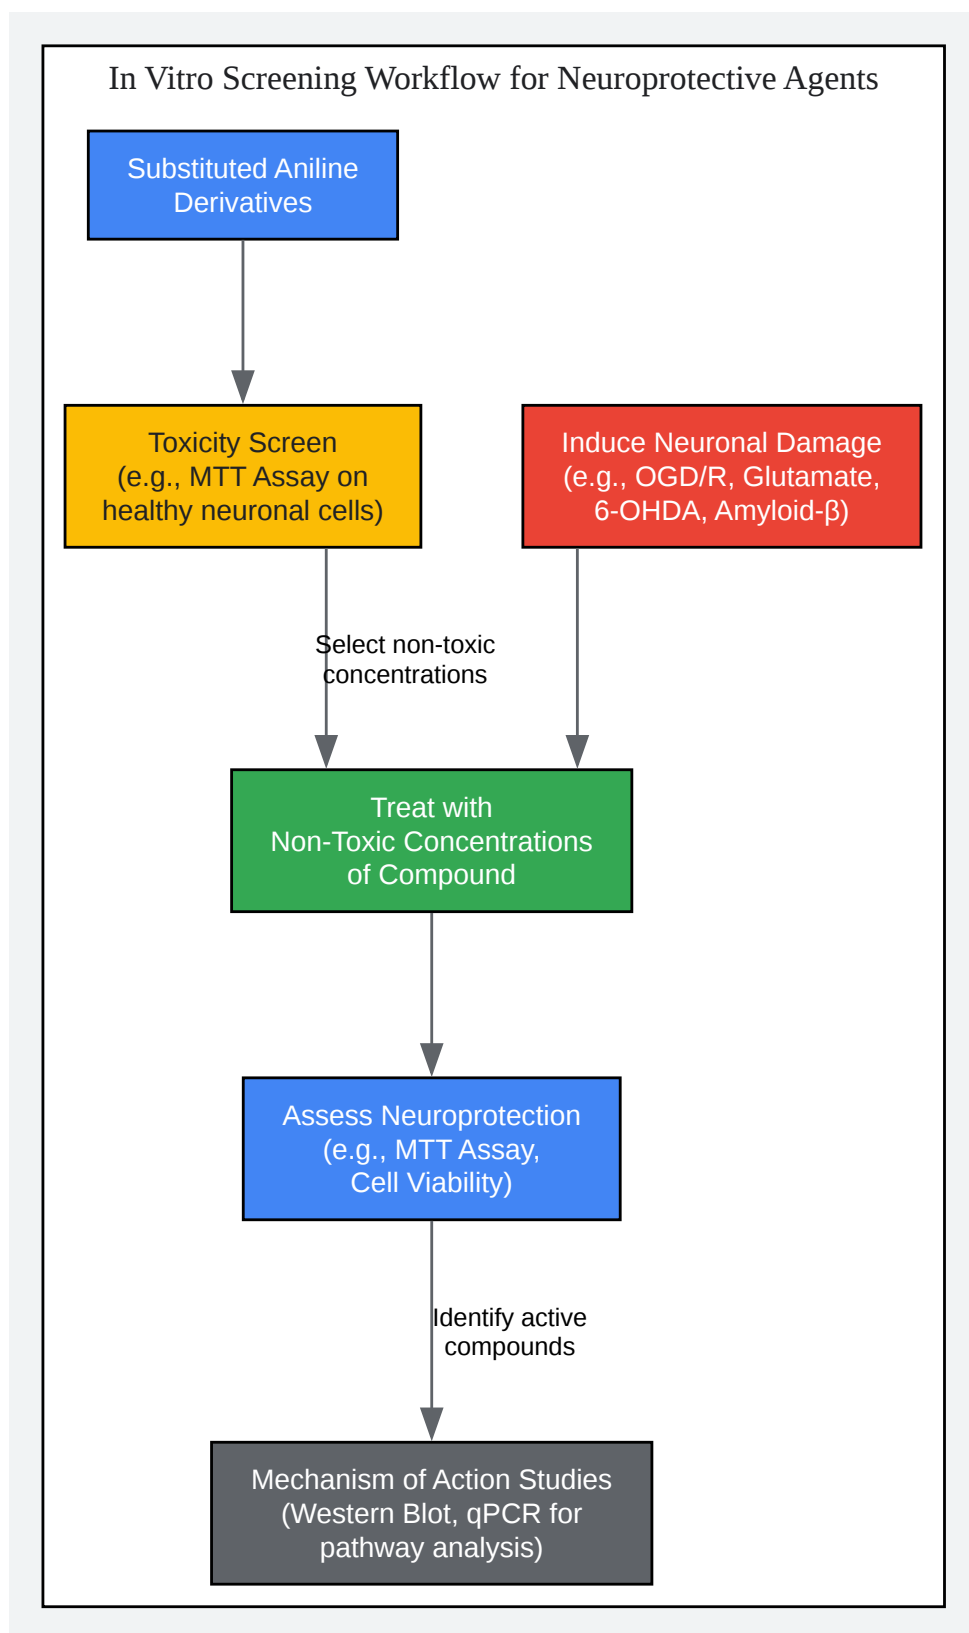 In Vitro Screening Workflow for Neuroprotective Agents
Substituted Aniline
Derivatives
Toxicity Screen
(e.g., MTT Assay on
healthy neuronal cells)
Induce Neuronal Damage
(e.g., OGD/R, Glutamate,
6-OHDA, Amyloid-β)
Select non-toxic
concentrations
Treat with
Non-Toxic Concentrations
of Compound
Assess Neuroprotection
(e.g., MTT Assay,
Cell Viability)
Identify active
compounds
Mechanism of Action Studies
(Western Blot, qPCR for
pathway analysis)